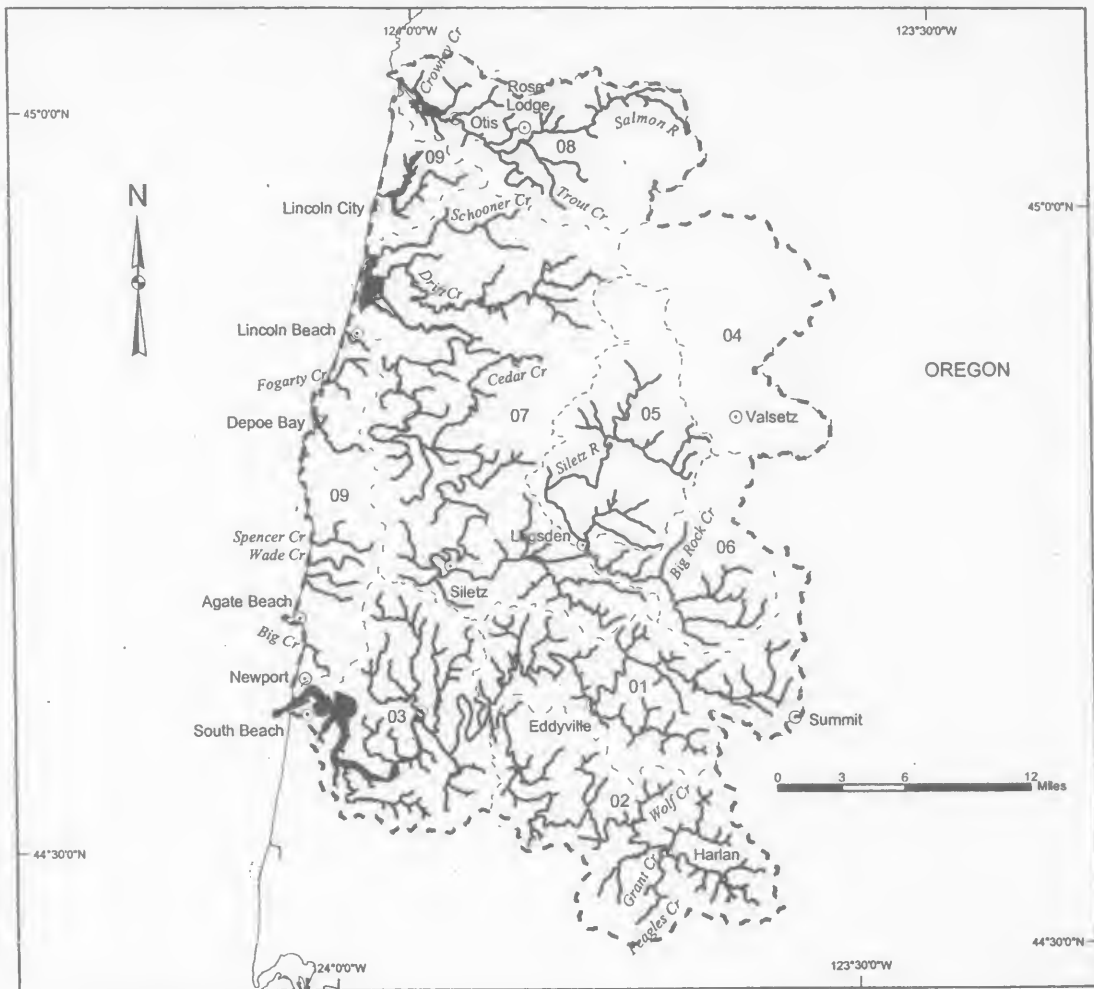 124°0'0"W
123°30'0"W
Crowley Cr
Rose
Lodge
45°0'0"N
Otis
Salmon R
08
09
N
Trout Cr
45°0'0"N
Lincoln City
Schooner Cr
Drift Cr
Lincoln Beach
04
OREGON
Fogarty Cr
Cedar Cr
07
05
Valsetz
Depoe Bay
Siletz R
09
Spencer Cr
Wade Cr
Big Rock Cr
06
Siletz
Agate Beach
Big Cr
Newport
01
03
Eddyville
Summit
South Beach
0
3
6
12
Miles
02
Wolf Cr
44°30'0"N
Harlan
Grant Cr
Feagles Cr
44°30'0"N
124°0'0"W
123°30'0"W